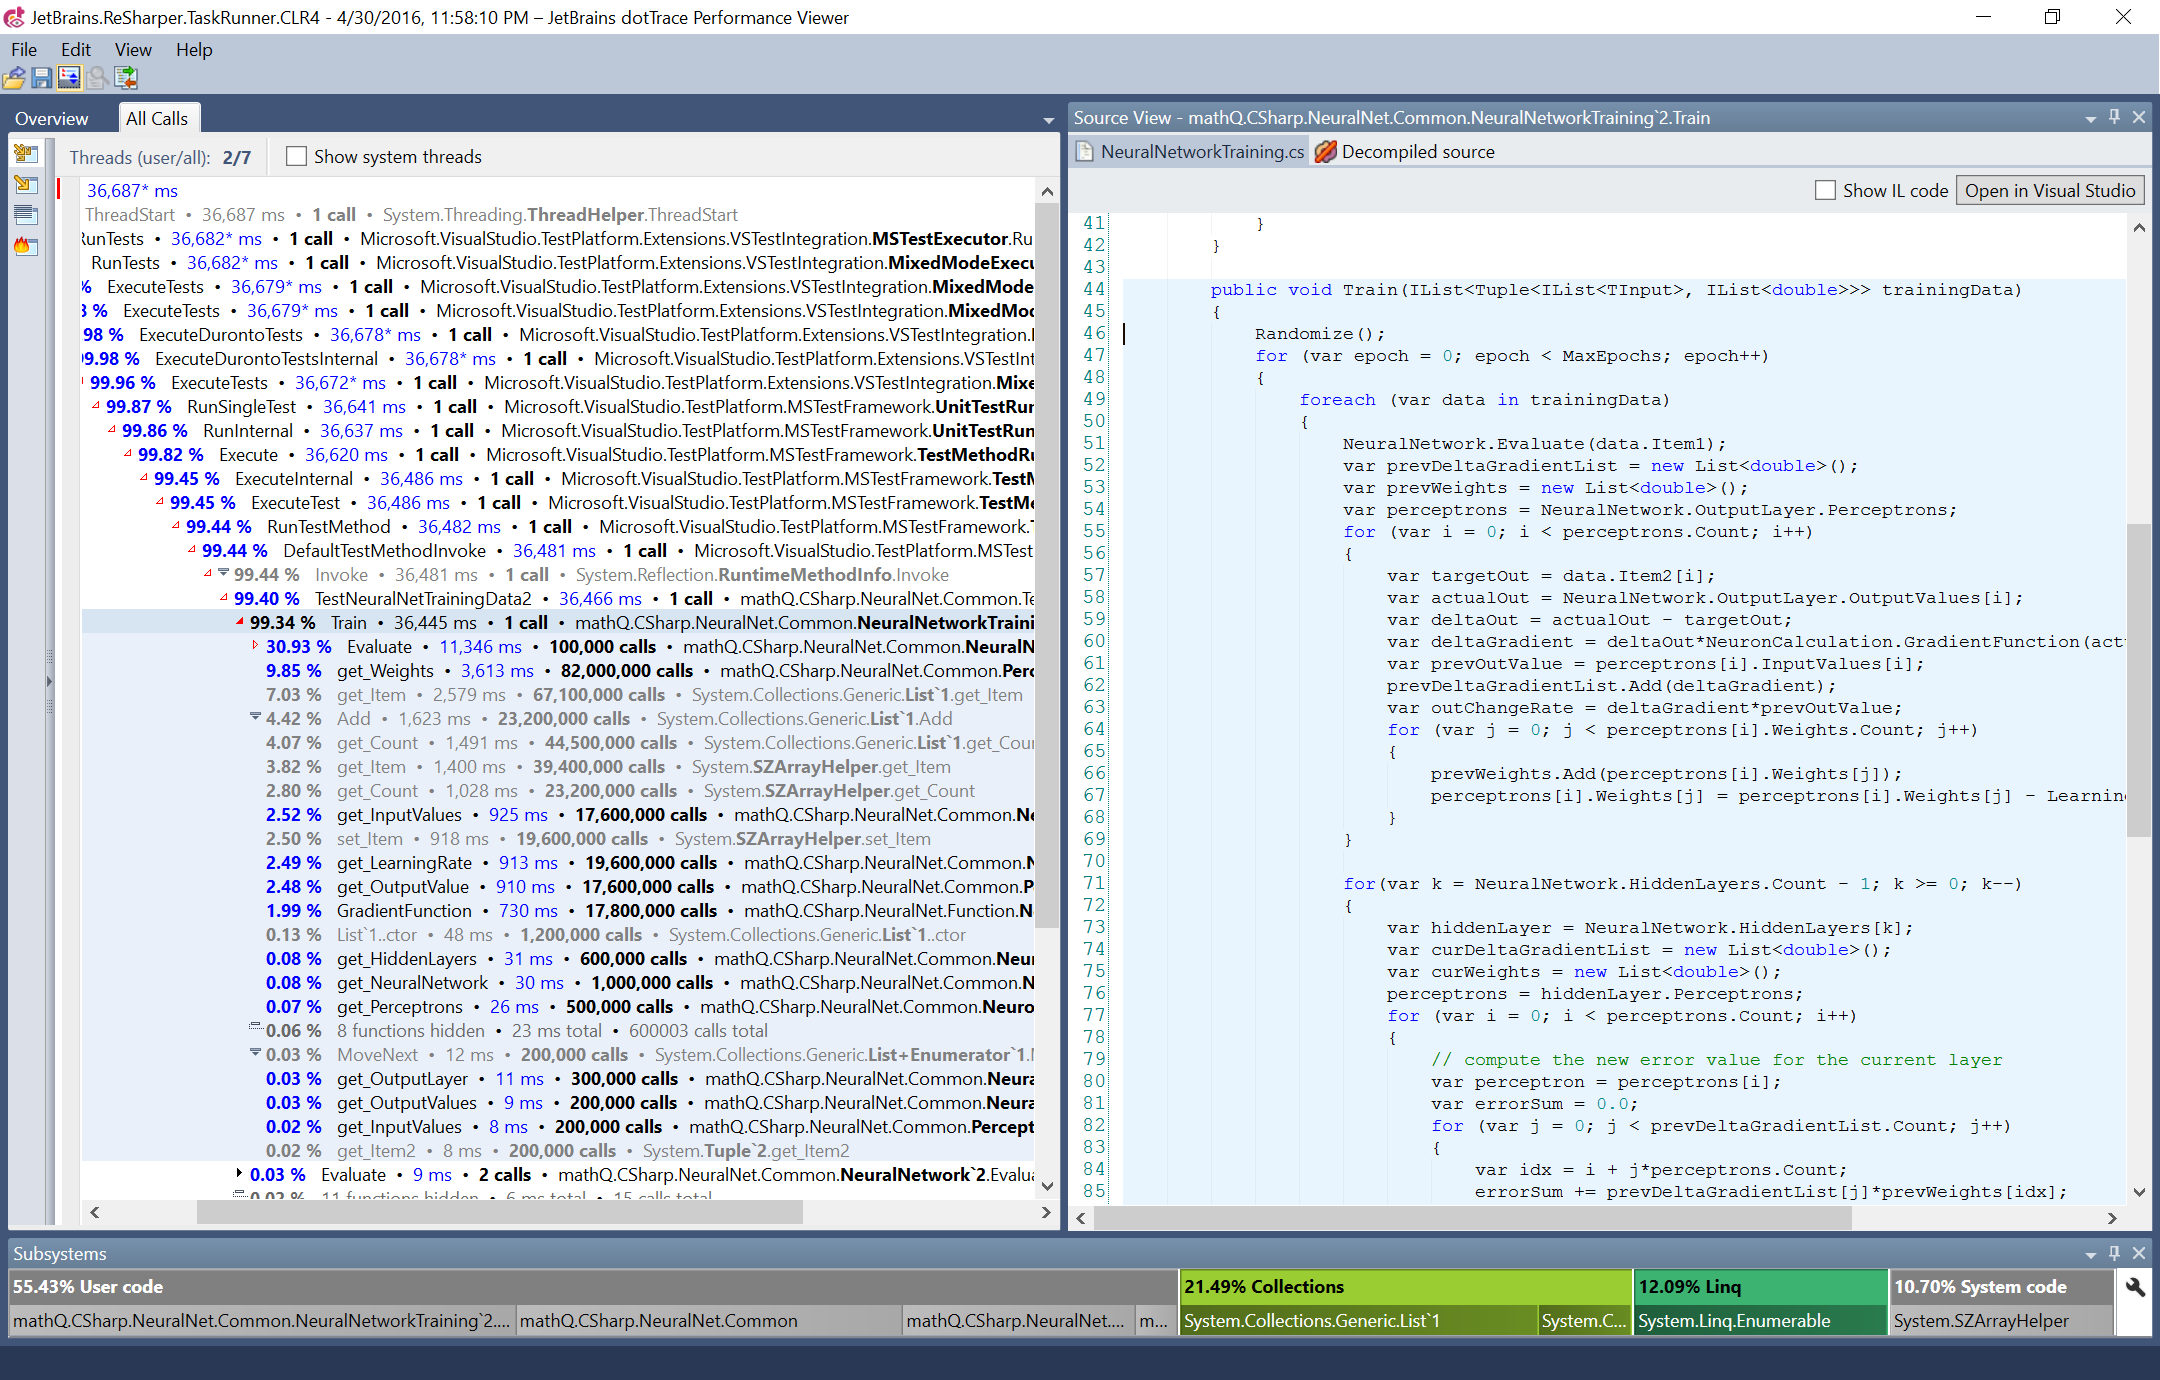 JetBrains.ReSharper.TaskRunner.CLR4 - 4/30/2016, 11:58:10 PM – JetBrains dotTrace Performance Viewer
File Edit View Help
Overview All Calls
Threads (user/all): 2/7 Show system threads
36,687* ms
ThreadStart • 36,687 ms • 1 call • System.Threading.ThreadHelper.ThreadStart
RunTests • 36,682* ms • 1 call • Microsoft.VisualStudio.TestPlatform.Extensions.VSTestIntegration.MSTestExecutor.Ru
RunTests • 36,682* ms • 1 call • Microsoft.VisualStudio.TestPlatform.Extensions.VSTestIntegration.MixedModeExecu
% ExecuteTests • 36,679* ms • 1 call • Microsoft.VisualStudio.TestPlatform.Extensions.VSTestIntegration.MixedMode
8 % ExecuteTests • 36,679* ms • 1 call • Microsoft.VisualStudio.TestPlatform.Extensions.VSTestIntegration.MixedMod
98 % ExecuteDurontoTests • 36,678* ms • 1 call • Microsoft.VisualStudio.TestPlatform.Extensions.VSTestIntegration.
9.98 % ExecuteDurontoTestsInternal • 36,678* ms • 1 call • Microsoft.VisualStudio.TestPlatform.Extensions.VSTestInt
99.96 % ExecuteTests • 36,672* ms • 1 call • Microsoft.VisualStudio.TestPlatform.Extensions.VSTestIntegration.Mixe
99.87 % RunSingleTest • 36,641 ms • 1 call • Microsoft.VisualStudio.TestPlatform.MSTestFramework.UnitTestRur
99.86 % RunInternal • 36,637 ms • 1 call • Microsoft.VisualStudio.TestPlatform.MSTestFramework.UnitTestRun
99.82 % Execute • 36,620 ms • 1 call • Microsoft.VisualStudio.TestPlatform.MSTestFramework.TestMethodRu
99.45 % ExecuteInternal • 36,486 ms • 1 call • Microsoft.VisualStudio.TestPlatform.MSTestFramework.TestM
99.45 % ExecuteTest • 36,486 ms • 1 call • Microsoft.VisualStudio.TestPlatform.MSTestFramework.TestMe
99.44 % RunTestMethod • 36,482 ms • 1 call • Microsoft.VisualStudio.TestPlatform.MSTestFramework.
99.44 % DefaultTestMethodInvoke • 36,481 ms • 1 call • Microsoft.VisualStudio.TestPlatform.MSTest
99.44 % Invoke • 36,481 ms • 1 call • System.Reflection.RuntimeMethodInfo.Invoke
99.40 % TestNeuralNetTrainingData2 • 36,466 ms • 1 call • mathQ.CSharp.NeuralNet.Common.Te
99.34 % Train • 36,445 ms • 1 call • mathQ.CSharp.NeuralNet.Common.NeuralNetworkTraini
30.93 % Evaluate • 11,346 ms • 100,000 calls • mathQ.CSharp.NeuralNet.Common.NeuralN
9.85 % get_Weights • 3,613 ms • 82,000,000 calls • mathQ.CSharp.NeuralNet.Common.Perc
7.03 % get_Item • 2,579 ms • 67,100,000 calls • System.Collections.Generic.List`1.get_Item
4.42 % Add • 1,623 ms • 23,200,000 calls • System.Collections.Generic.List`1.Add
4.07 % get_Count • 1,491 ms • 44,500,000 calls • System.Collections.Generic.List`1.get_Cou
3.82 % get_Item • 1,400 ms • 39,400,000 calls • System.SZArrayHelper.get_Item
2.80 % get_Count • 1,028 ms • 23,200,000 calls • System.SZArrayHelper.get_Count
2.52 % get_InputValues • 925 ms • 17,600,000 calls • mathQ.CSharp.NeuralNet.Common.Ne
2.50 % set_Item • 918 ms • 19,600,000 calls • System.SZArrayHelper.set_Item
2.49 % get_LearningRate • 913 ms • 19,600,000 calls • mathQ.CSharp.NeuralNet.Common.N
2.48 % get_OutputValue • 910 ms • 17,600,000 calls • mathQ.CSharp.NeuralNet.Common.P
1.99 % GradientFunction • 730 ms • 17,800,000 calls • mathQ.CSharp.NeuralNet.Function.N
0.13 % List`1..ctor • 48 ms • 1,200,000 calls • System.Collections.Generic.List`1..ctor
0.08 % get_HiddenLayers • 31 ms • 600,000 calls • mathQ.CSharp.NeuralNet.Common.Neur
0.08 % get_NeuralNetwork • 30 ms • 1,000,000 calls • mathQ.CSharp.NeuralNet.Common.N
0.07 % get_Perceptrons • 26 ms • 500,000 calls • mathQ.CSharp.NeuralNet.Common.Neuro
0.06 % 8 functions hidden • 23 ms total • 600003 calls total
0.03 % MoveNext • 12 ms • 200,000 calls • System.Collections.Generic.List+Enumerator`1.
0.03 % get_OutputLayer • 11 ms • 300,000 calls • mathQ.CSharp.NeuralNet.Common.Neura
0.03 % get_OutputValues • 9 ms • 200,000 calls • mathQ.CSharp.NeuralNet.Common.Neura
0.02 % get_InputValues • 8 ms • 200,000 calls • mathQ.CSharp.NeuralNet.Common.Percept
0.02 % get_Item2 • 8 ms • 200,000 calls • System.Tuple`2.get_Item2
0.03 % Evaluate • 9 ms • 2 calls • mathQ.CSharp.NeuralNet.Common.NeuralNetwork`2.Evalua
0.02 % 11 functions hidden • 6 ms total • 15 calls total
Source View - mathQ.CSharp.NeuralNet.Common.NeuralNetworkTraining`2.Train
NeuralNetworkTraining.cs Decompiled source
Show IL code Open in Visual Studio
41 }
42 }
43
44 public void Train(IList<Tuple<IList<TInput>, IList<double>>> trainingData)
45 {
46 Randomize();
47 for (var epoch = 0; epoch < MaxEpochs; epoch++)
48 {
49 foreach (var data in trainingData)
50 {
51 NeuralNetwork.Evaluate(data.Item1);
52 var prevDeltaGradientList = new List<double>();
53 var prevWeights = new List<double>();
54 var perceptrons = NeuralNetwork.OutputLayer.Perceptrons;
55 for (var i = 0; i < perceptrons.Count; i++)
56 {
57 var targetOut = data.Item2[i];
58 var actualOut = NeuralNetwork.OutputLayer.OutputValues[i];
59 var deltaOut = actualOut - targetOut;
60 var deltaGradient = deltaOut*NeuronCalculation.GradientFunction(act
61 var prevOutValue = perceptrons[i].InputValues[i];
62 prevDeltaGradientList.Add(deltaGradient);
63 var outChangeRate = deltaGradient*prevOutValue;
64 for (var j = 0; j < perceptrons[i].Weights.Count; j++)
65 {
66 prevWeights.Add(perceptrons[i].Weights[j]);
67 perceptrons[i].Weights[j] = perceptrons[i].Weights[j] - Learnin
68 }
69 }
70
71 for(var k = NeuralNetwork.HiddenLayers.Count - 1; k >= 0; k--)
72 {
73 var hiddenLayer = NeuralNetwork.HiddenLayers[k];
74 var curDeltaGradientList = new List<double>();
75 var curWeights = new List<double>();
76 perceptrons = hiddenLayer.Perceptrons;
77 for (var i = 0; i < perceptrons.Count; i++)
78 {
79 // compute the new error value for the current layer
80 var perceptron = perceptrons[i];
81 var errorSum = 0.0;
82 for (var j = 0; j < prevDeltaGradientList.Count; j++)
83 {
84 var idx = i + j*perceptrons.Count;
85 errorSum += prevDeltaGradientList[j]*prevWeights[idx];
Subsystems
55.43% User code 21.49% Collections 12.09% Linq 10.70% System code
mathQ.CSharp.NeuralNet.Common.NeuralNetworkTraining`2.... mathQ.CSharp.NeuralNet.Common mathQ.CSharp.NeuralNet.... m... System.Collections.Generic.List`1 System.C... System.Linq.Enumerable System.SZArrayHelper